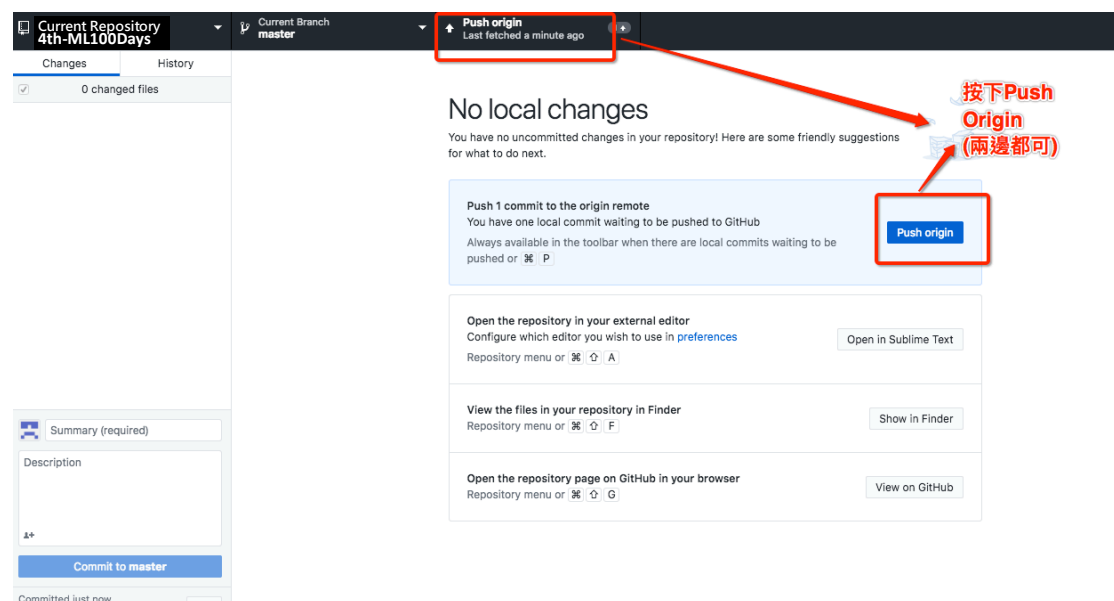 Current Repository
4th-ML100Days
Current Branch
master
Push origin
Last fetched a minute ago
Changes
History
0 changed files
No local changes
You have no uncommitted changes in your repository! Here are some friendly suggestions
for what to do next.
按下Push
Origin
(兩邊都可)
Push 1 commit to the origin remote
You have one local commit waiting to be pushed to GitHub
Always available in the toolbar when there are local commits waiting to be
pushed or ⌘ P
Push origin
Open the repository in your external editor
Configure which editor you wish to use in preferences
Repository menu or ⌘ ⇧ A
Open in Sublime Text
View the files in your repository in Finder
Repository menu or ⌘ ⇧ F
Show in Finder
Open the repository page on GitHub in your browser
Repository menu or ⌘ ⇧ G
View on GitHub
Summary (required)
Description
Commit to master
Committed just now